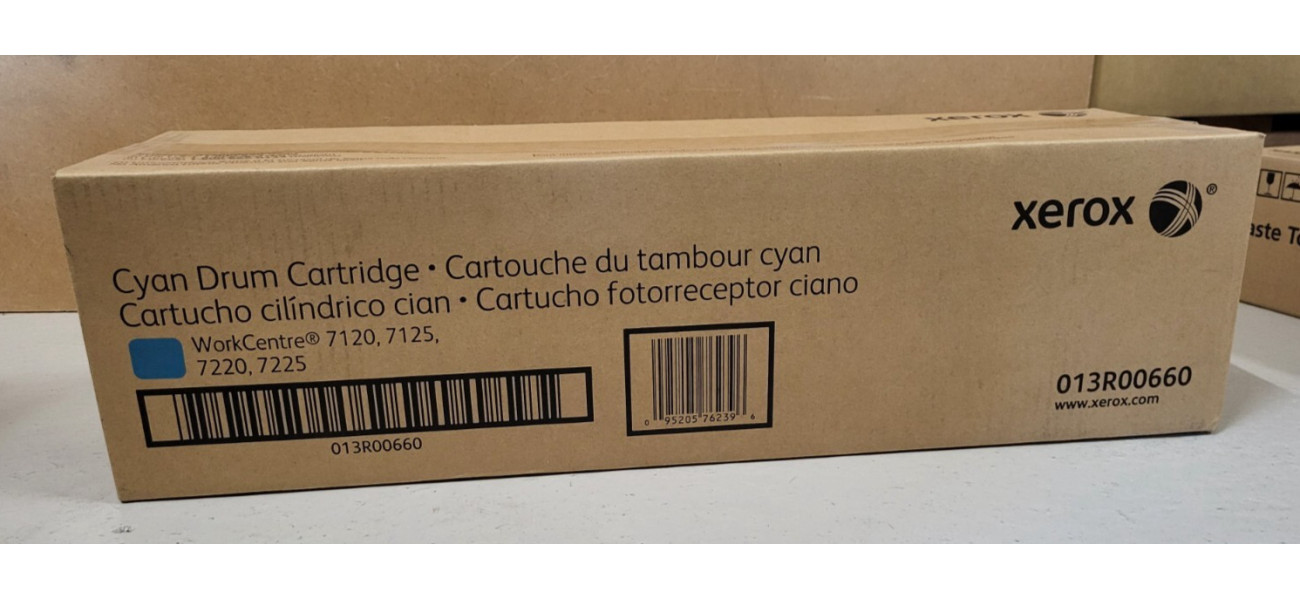 xerox
xerox ®
Cyan Drum Cartridge • Cartouche du tambour cyan
Cartucho cilíndrico cian • Cartucho fotorreceptor ciano
WorkCentre® 7120, 7125,
7220, 7225
013R00660
0 95205 76239 6
013R00660
www.xerox.com